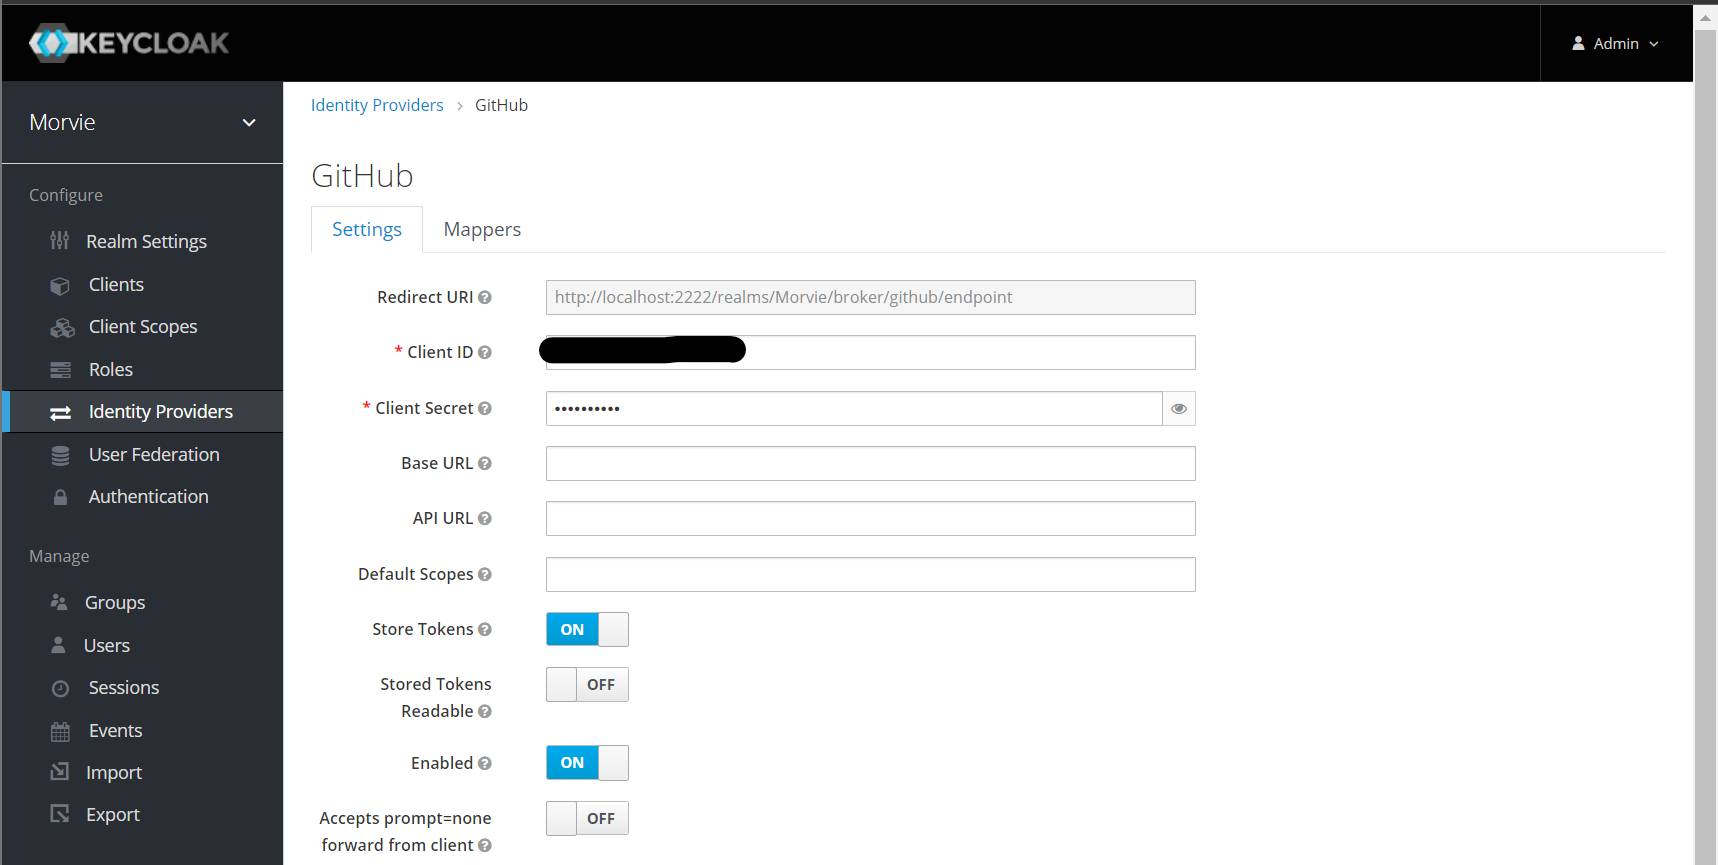 KEYCLOAK
Admin
Morvie
Configure
Realm Settings
Clients
Client Scopes
Roles
Identity Providers
User Federation
Authentication
Manage
Groups
Users
Sessions
Events
Import
Export
Identity Providers > GitHub
GitHub
Settings Mappers
Redirect URI http://localhost:2222/realms/Morvie/broker/github/endpoint
* Client ID
* Client Secret ••••••••••
Base URL
API URL
Default Scopes
Store Tokens ON
Stored Tokens
Readable OFF
Enabled ON
Accepts prompt=none
forward from client OFF